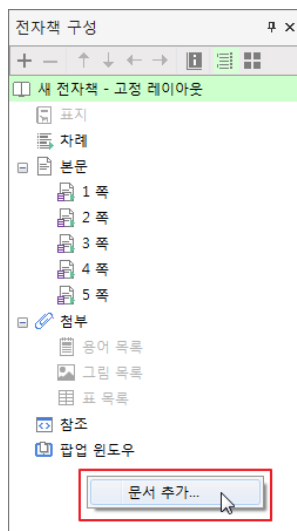 전자책 구성
새 전자책 - 고정 레이아웃
표지
차례
본문
1 쪽
2 쪽
3 쪽
4 쪽
5 쪽
첨부
용어 목록
그림 목록
표 목록
참조
팝업 윈도우
문서 추가...